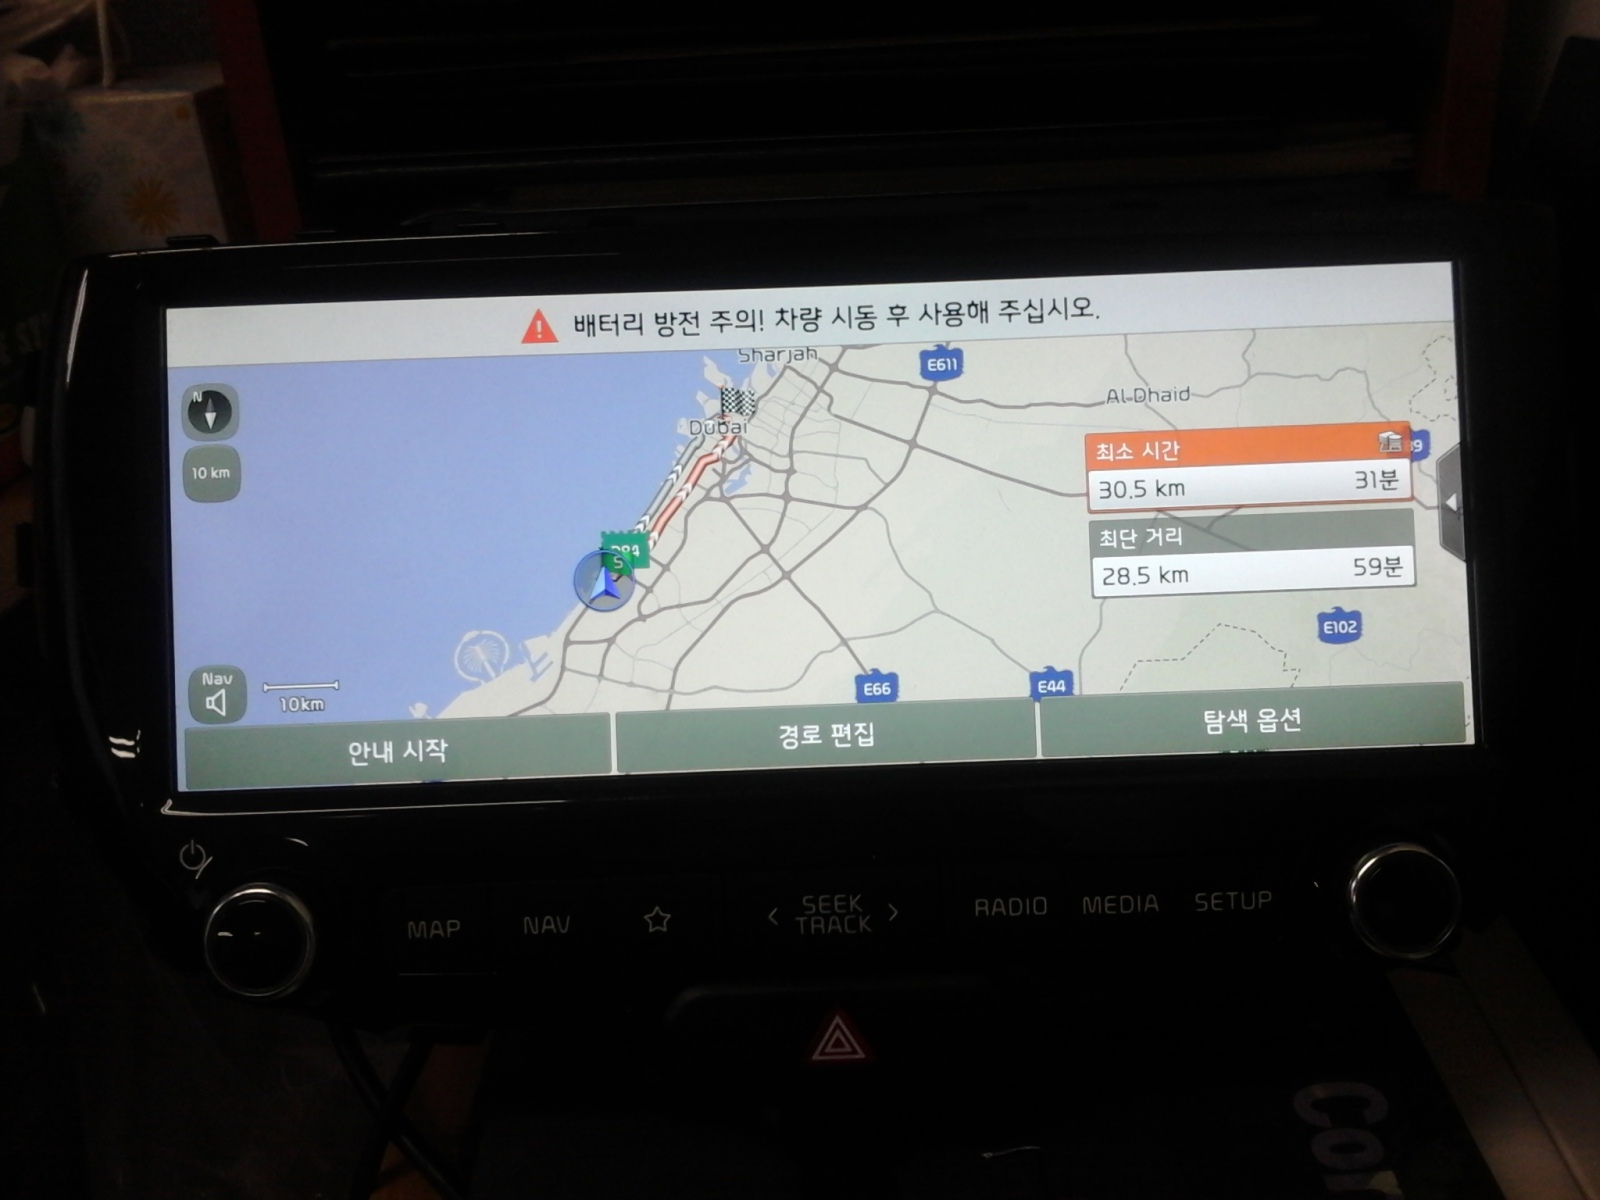 배터리 방전 주의! 차량 시동 후 사용해 주십시오.
Sharjah
E611
N
Al Dhaid
Dubai
10 km
최소 시간
30.5 km 31분
최단 거리
28.5 km 59분
S
E102
Nav
10km
E66
E44
안내 시작
경로 편집
탐색 옵션
MAP
NAV
SEEK
TRACK
RADIO
MEDIA
SETUP